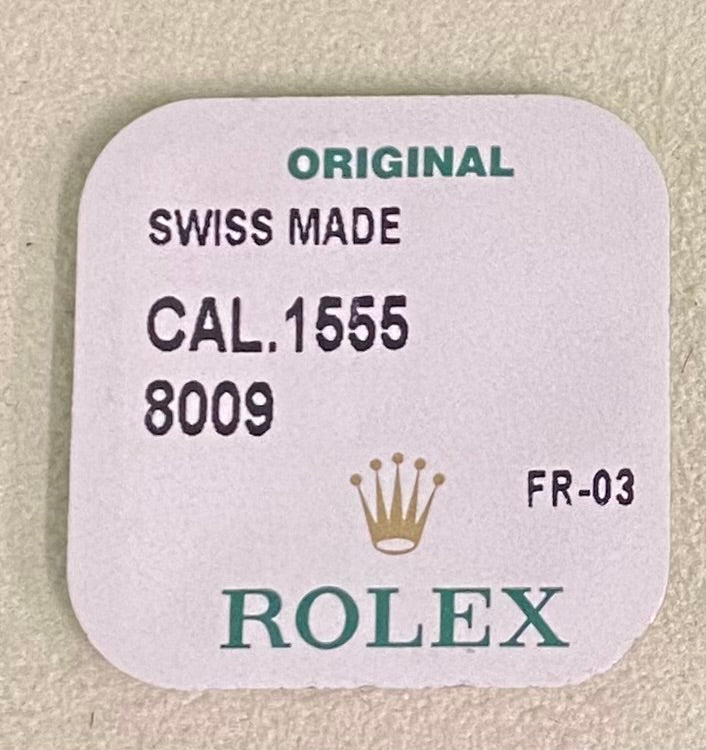 ORIGINAL
SWISS MADE
CAL.1555
8009
FR-03
ROLEX